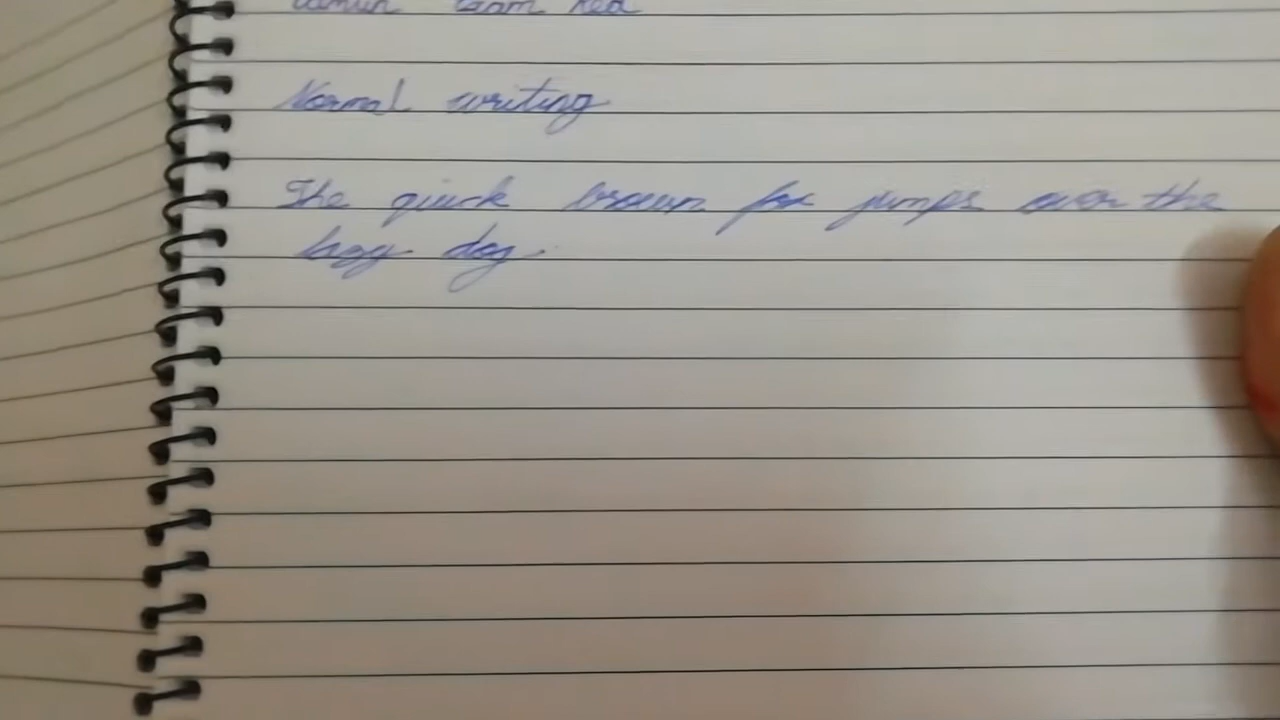 Normal writing
The quick brown fox jumps over the
lazy dog.